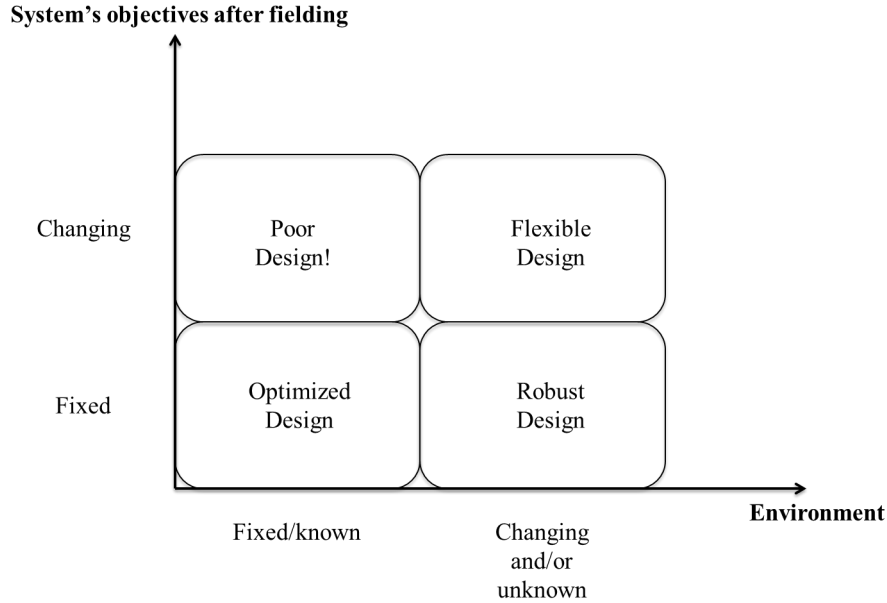 System's objectives after fielding
Changing
Poor
Design!
Flexible
Design
Fixed
Optimized
Design
Robust
Design
Environment
Fixed/known
Changing
and/or
unknown